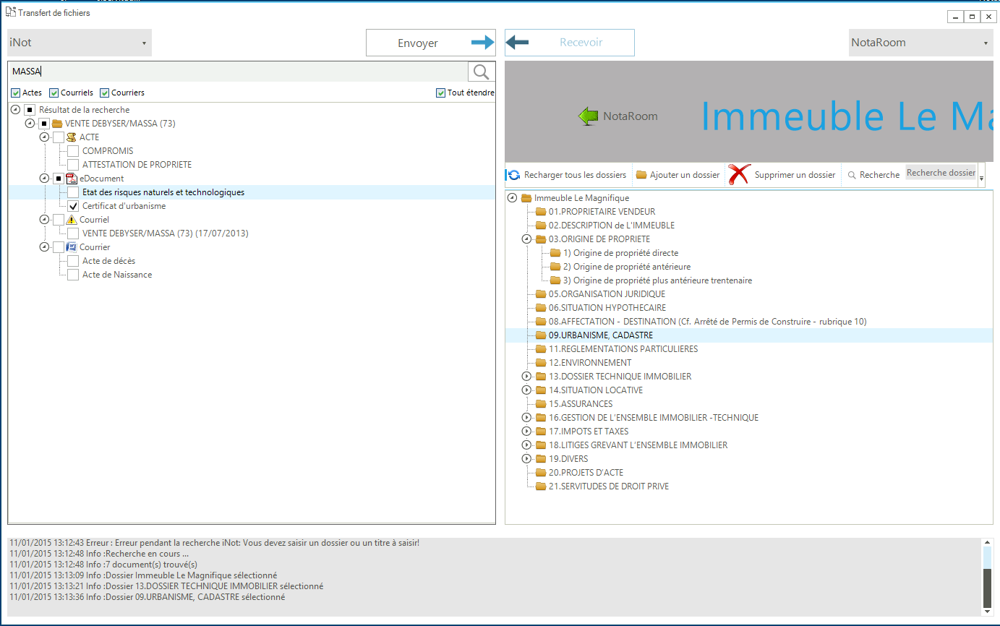 Transfert de fichiers
iNot
Envoyer
Recevoir
NotaRoom
MASSA
Actes Courriels Courriers Tout étendre
Résultat de la recherche
VENTE DEBYSER/MASSA (73)
ACTE
COMPROMIS
ATTESTATION DE PROPRIETE
eDocument
Etat des risques naturels et technologiques
Certificat d'urbanisme
Courriel
VENTE DEBYSER/MASSA (73) (17/07/2013)
Courrier
Acte de décès
Acte de Naissance
NotaRoom
Immeuble Le Ma
Recharger tous les dossiers Ajouter un dossier Supprimer un dossier Recherche Recherche dossier
Immeuble Le Magnifique
01.PROPRIETAIRE VENDEUR
02.DESCRIPTION de L'IMMEUBLE
03.ORIGINE DE PROPRIETE
1) Origine de propriété directe
2) Origine de propriété antérieure
3) Origine de propriété plus antérieure trentenaire
05.ORGANISATION JURIDIQUE
06.SITUATION HYPOTHECAIRE
08.AFFECTATION - DESTINATION (Cf. Arrêté de Permis de Construire - rubrique 10)
09.URBANISME, CADASTRE
11.REGLEMENTATIONS PARTICULIERES
12.ENVIRONNEMENT
13.DOSSIER TECHNIQUE IMMOBILIER
14.SITUATION LOCATIVE
15.ASSURANCES
16.GESTION DE L'ENSEMBLE IMMOBILIER -TECHNIQUE
17.IMPOTS ET TAXES
18.LITIGES GREVANT L'ENSEMBLE IMMOBILIER
19.DIVERS
20.PROJETS D'ACTE
21.SERVITUDES DE DROIT PRIVE
11/01/2015 13:12:43 Erreur : Erreur pendant la recherche iNot: Vous devez saisir un dossier ou un titre à saisir!
11/01/2015 13:12:48 Info :Recherche en cours ...
11/01/2015 13:12:48 Info :7 document(s) trouvé(s)
11/01/2015 13:13:09 Info :Dossier Immeuble Le Magnifique sélectionné
11/01/2015 13:13:21 Info :Dossier 13.DOSSIER TECHNIQUE IMMOBILIER sélectionné
11/01/2015 13:13:36 Info :Dossier 09.URBANISME, CADASTRE sélectionné